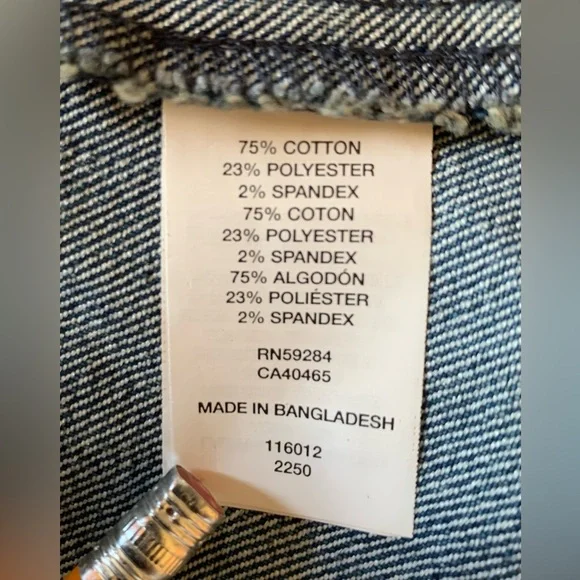 75% COTTON
23% POLYESTER
2% SPANDEX
75% COTON
23% POLYESTER
2% SPANDEX
75% ALGODÓN
23% POLIÉSTER
2% SPANDEX
RN59284
CA40465
MADE IN BANGLADESH
116012
2250